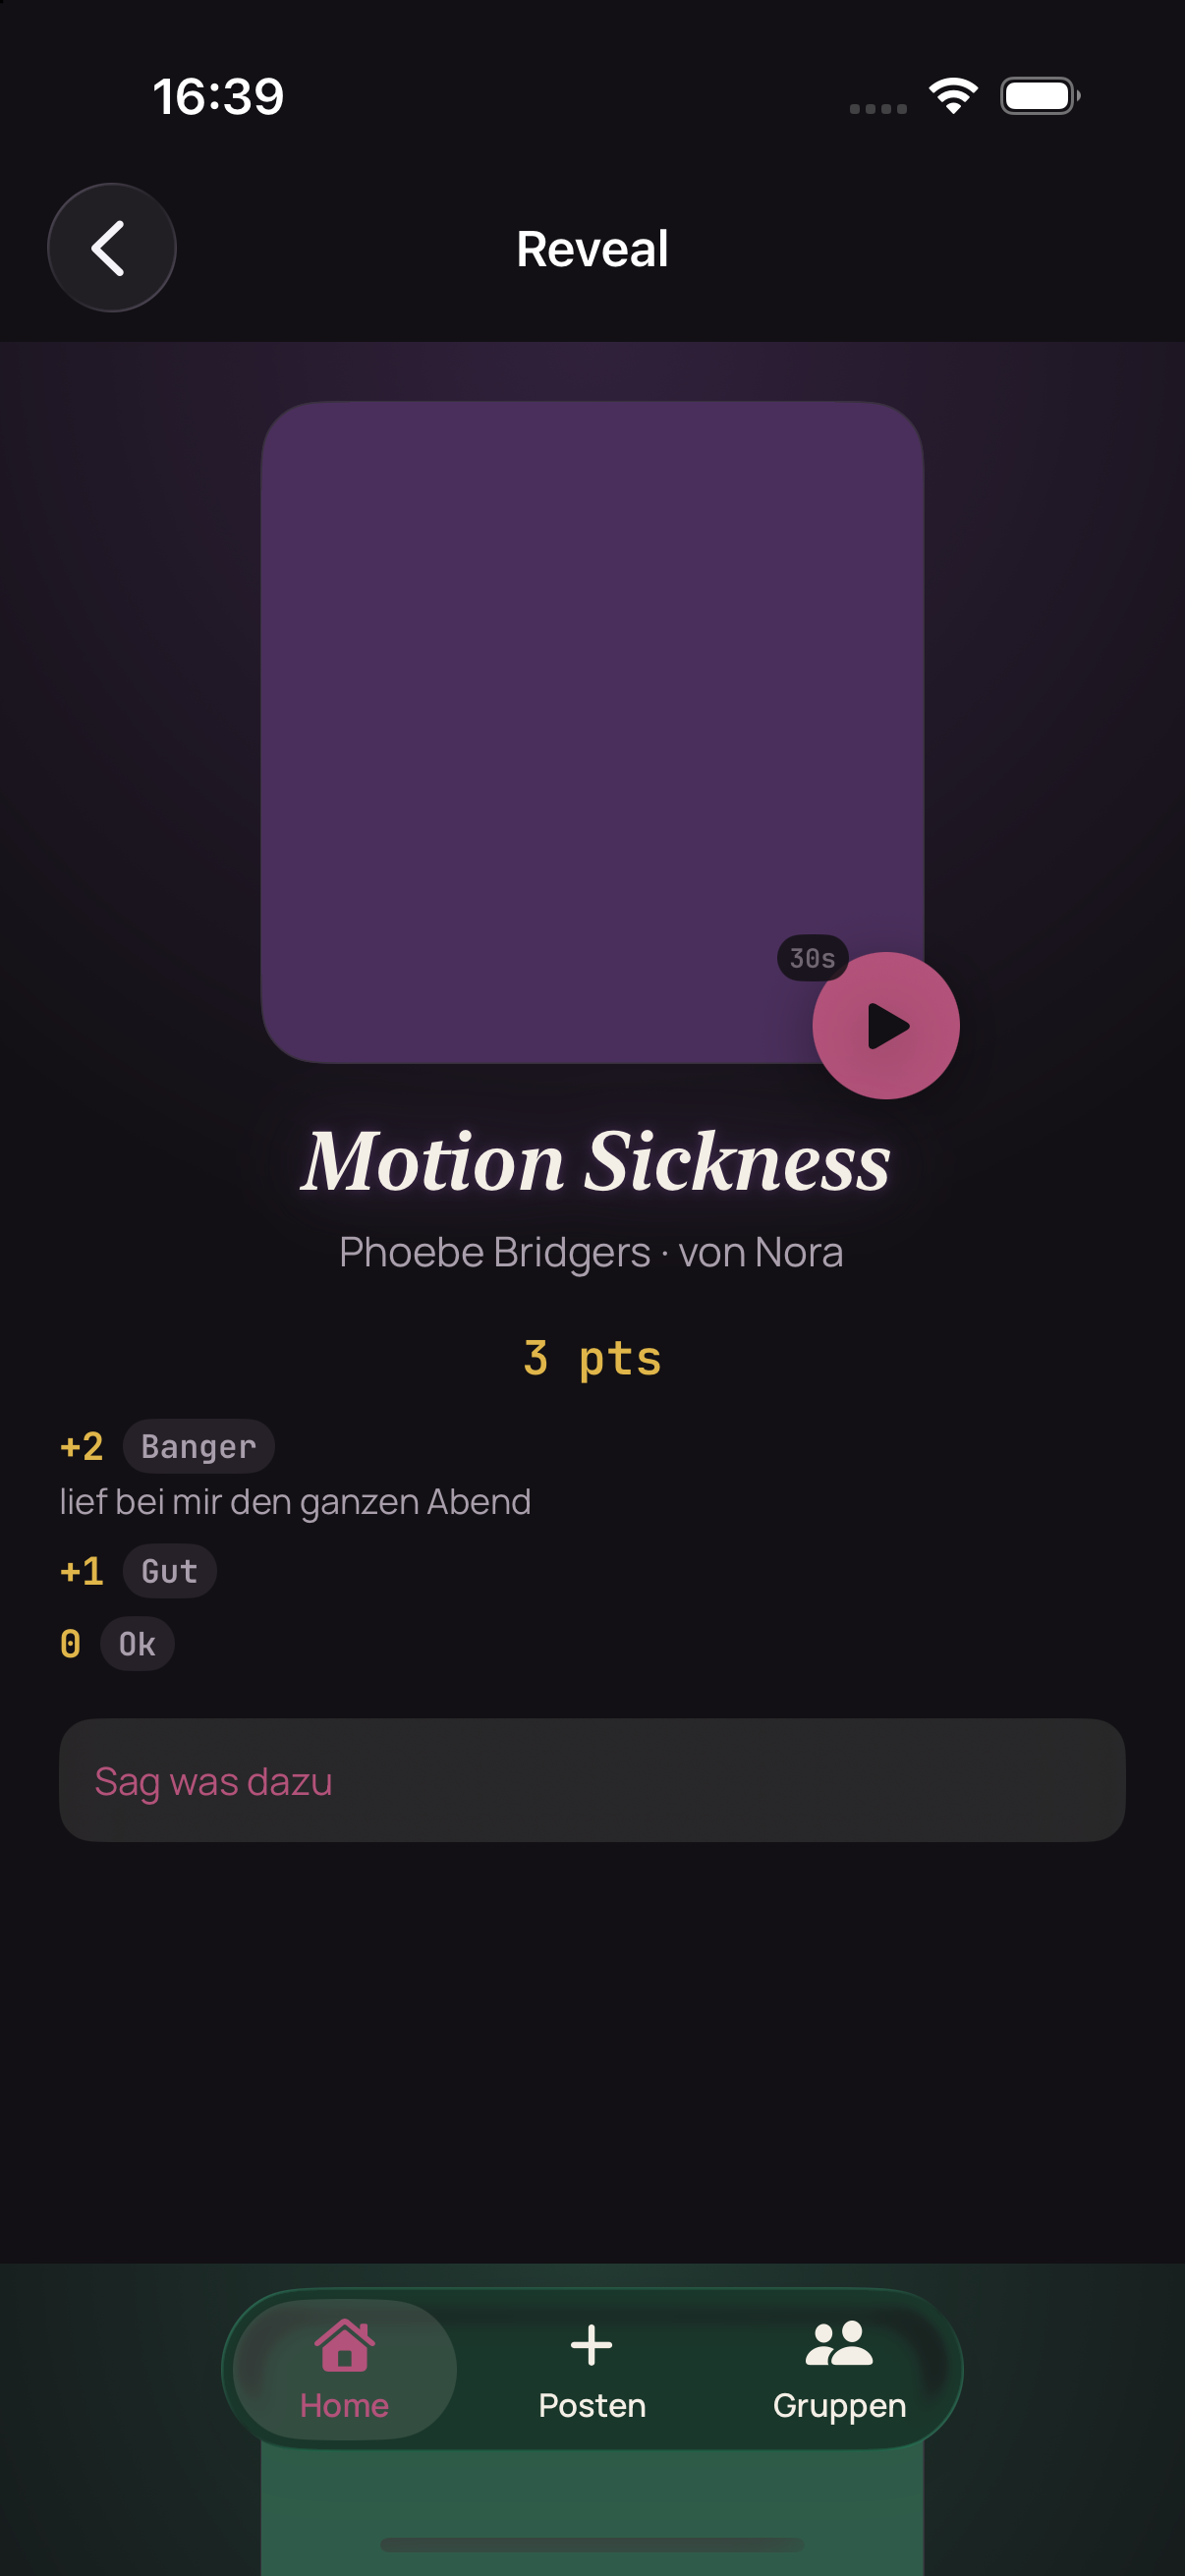 16:39
Reveal
30s
Motion Sickness
Phoebe Bridgers · von Nora
3 pts
+2 Banger
lief bei mir den ganzen Abend
+1 Gut
0 Ok
Sag was dazu
Home Posten Gruppen